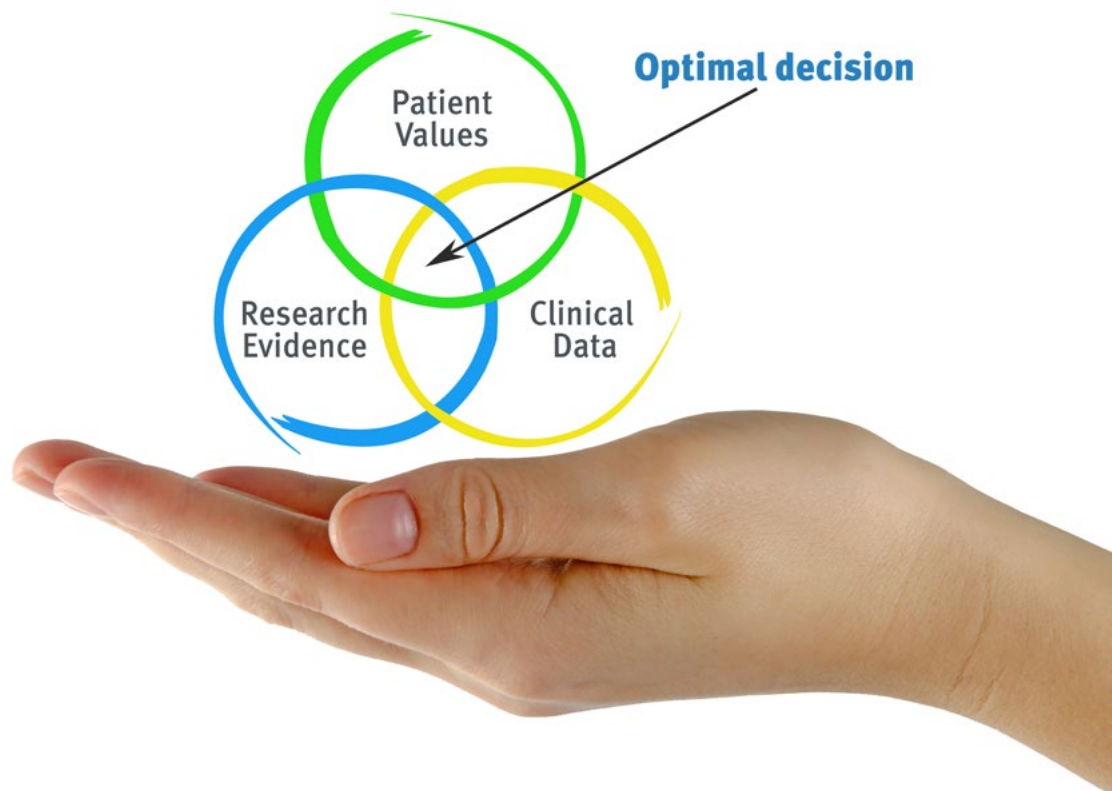 Optimal decision
Patient
Values
Research
Evidence
Clinical
Data